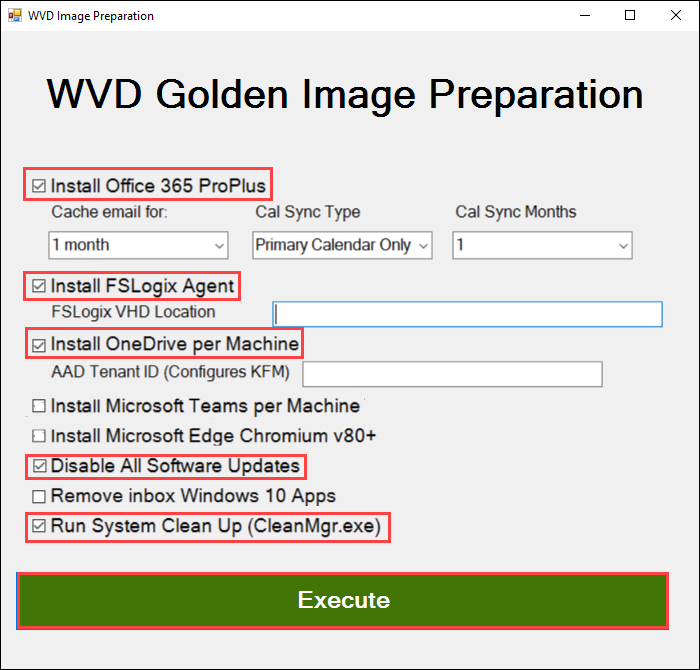 WVD Image Preparation
WVD Golden Image Preparation
Install Office 365 ProPlus
Cache email for: Cal Sync Type Cal Sync Months
1 month Primary Calendar Only 1
Install FSLogix Agent
FSLogix VHD Location
Install OneDrive per Machine
AAD Tenant ID (Configures KFM)
Install Microsoft Teams per Machine
Install Microsoft Edge Chromium v80+
Disable All Software Updates
Remove inbox Windows 10 Apps
Run System Clean Up (CleanMgr.exe)
Execute